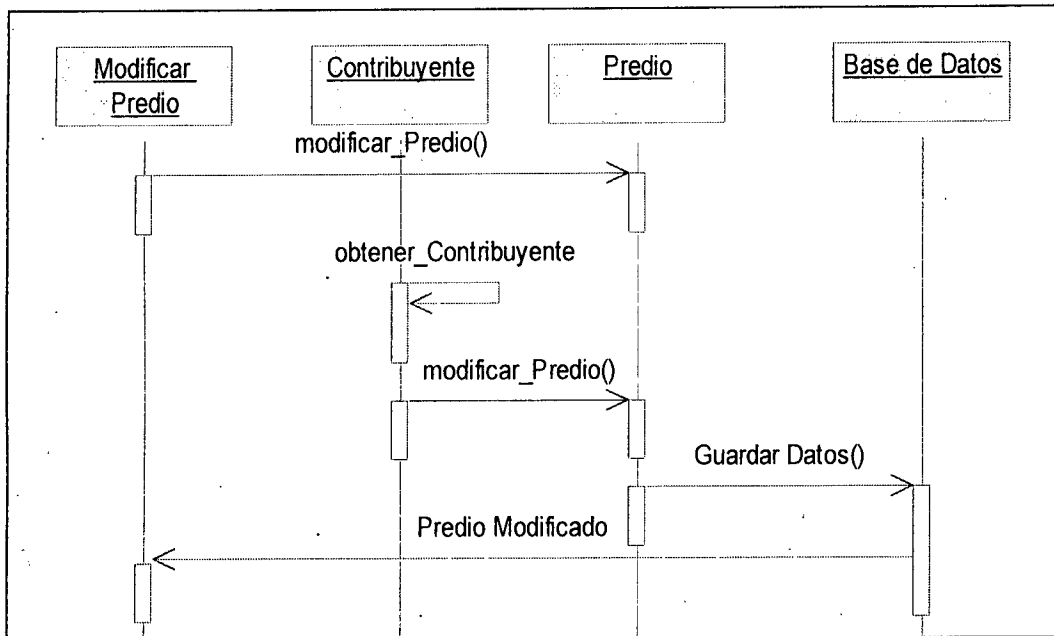 Modificar
Predio
Contribuyente
Predio
Base de Datos
modificar_Predio()
obtener_Contribuyente
modificar_Predio()
Guardar Datos()
Predio Modificado